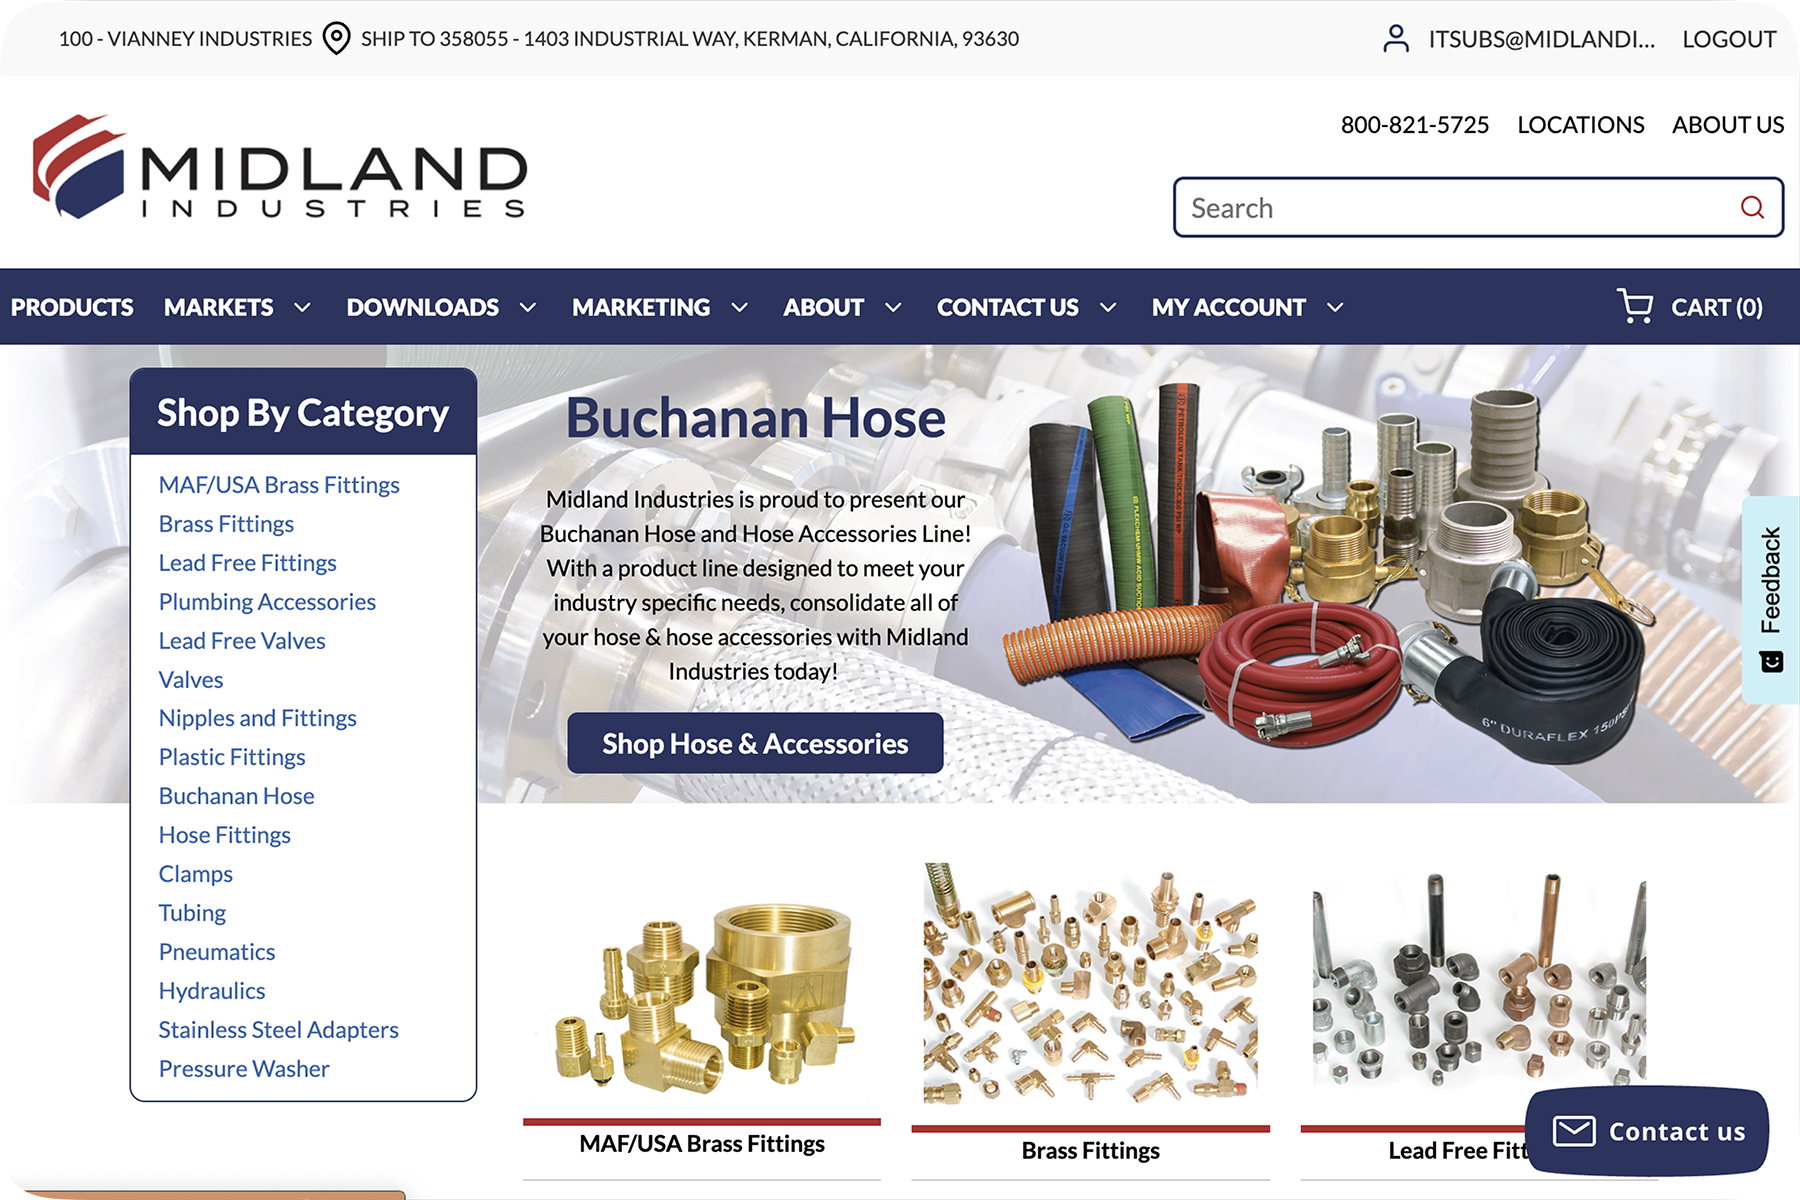 100 - VIANNEY INDUSTRIES SHIP TO 358055 - 1403 INDUSTRIAL WAY, KERMAN, CALIFORNIA, 93630
ITSUBS@MIDLANDI... LOGOUT
800-821-5725 LOCATIONS ABOUT US
MIDLAND
INDUSTRIES
Search
PRODUCTS MARKETS DOWNLOADS MARKETING ABOUT CONTACT US MY ACCOUNT CART (0)
Shop By Category
MAF/USA Brass Fittings
Brass Fittings
Lead Free Fittings
Plumbing Accessories
Lead Free Valves
Valves
Nipples and Fittings
Plastic Fittings
Buchanan Hose
Hose Fittings
Clamps
Tubing
Pneumatics
Hydraulics
Stainless Steel Adapters
Pressure Washer
Buchanan Hose
Midland Industries is proud to present our
Buchanan Hose and Hose Accessories Line!
With a product line designed to meet your
industry specific needs, consolidate all of
your hose & hose accessories with Midland
Industries today!
Shop Hose & Accessories
6" DURAFLEX 150PS
Feedback
MAF/USA Brass Fittings
Brass Fittings
Lead Free Fitt
Contact us